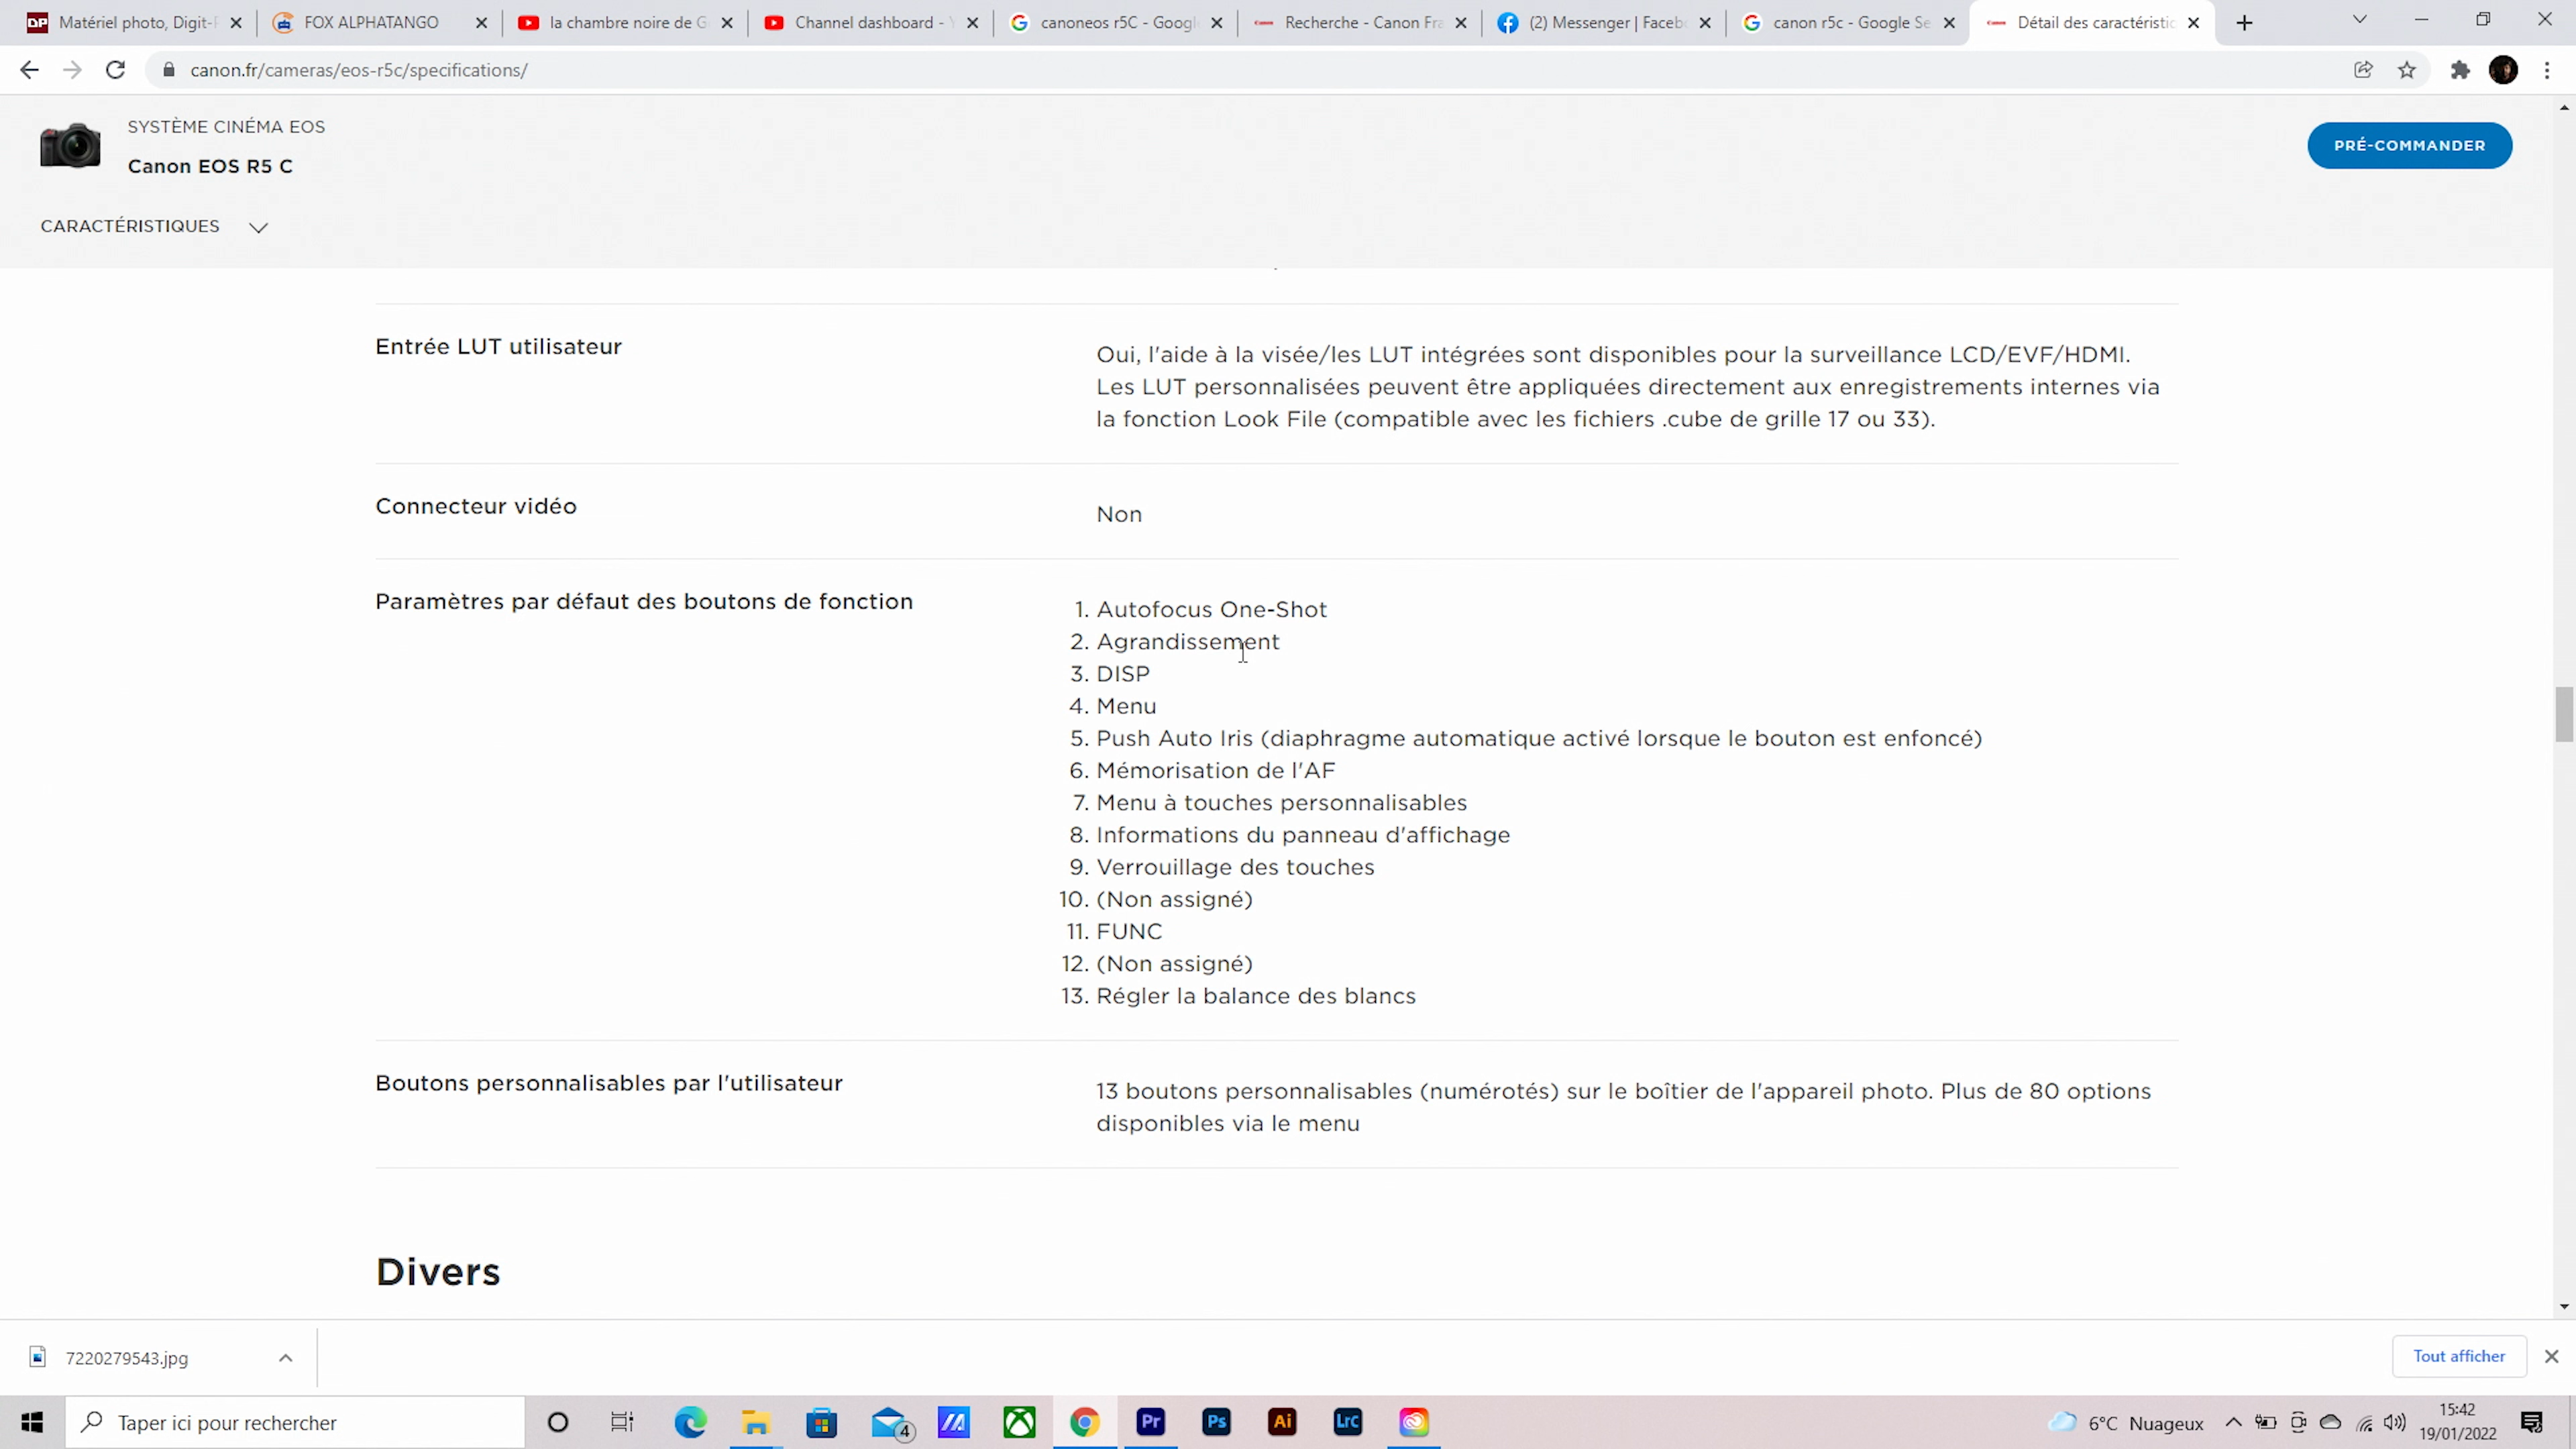 DP Matériel photo, Digit-P
FOX ALPHATANGO
la chambre noire de G
Channel dashboard - Y
canoneos r5C - Googl
Recherche - Canon Fra
(2) Messenger | Facebo
canon r5c - Google Se
Détail des caractéristic
canon.fr/cameras/eos-r5c/specifications/
SYSTÈME CINÉMA EOS
Canon EOS R5 C
PRÉ-COMMANDER
CARACTÉRISTIQUES
Entrée LUT utilisateur
Oui, l'aide à la visée/les LUT intégrées sont disponibles pour la surveillance LCD/EVF/HDMI.
Les LUT personnalisées peuvent être appliquées directement aux enregistrements internes via
la fonction Look File (compatible avec les fichiers .cube de grille 17 ou 33).
Connecteur vidéo
Non
Paramètres par défaut des boutons de fonction
1. Autofocus One-Shot
2. Agrandissement
3. DISP
4. Menu
5. Push Auto Iris (diaphragme automatique activé lorsque le bouton est enfoncé)
6. Mémorisation de l'AF
7. Menu à touches personnalisables
8. Informations du panneau d'affichage
9. Verrouillage des touches
10. (Non assigné)
11. FUNC
12. (Non assigné)
13. Régler la balance des blancs
Boutons personnalisables par l'utilisateur
13 boutons personnalisables (numérotés) sur le boîtier de l'appareil photo. Plus de 80 options
disponibles via le menu
Divers
7220279543.jpg
Tout afficher
Taper ici pour rechercher
4
Pr
Ps
Ai
Lrc
6°C Nuageux
15:42
19/01/2022